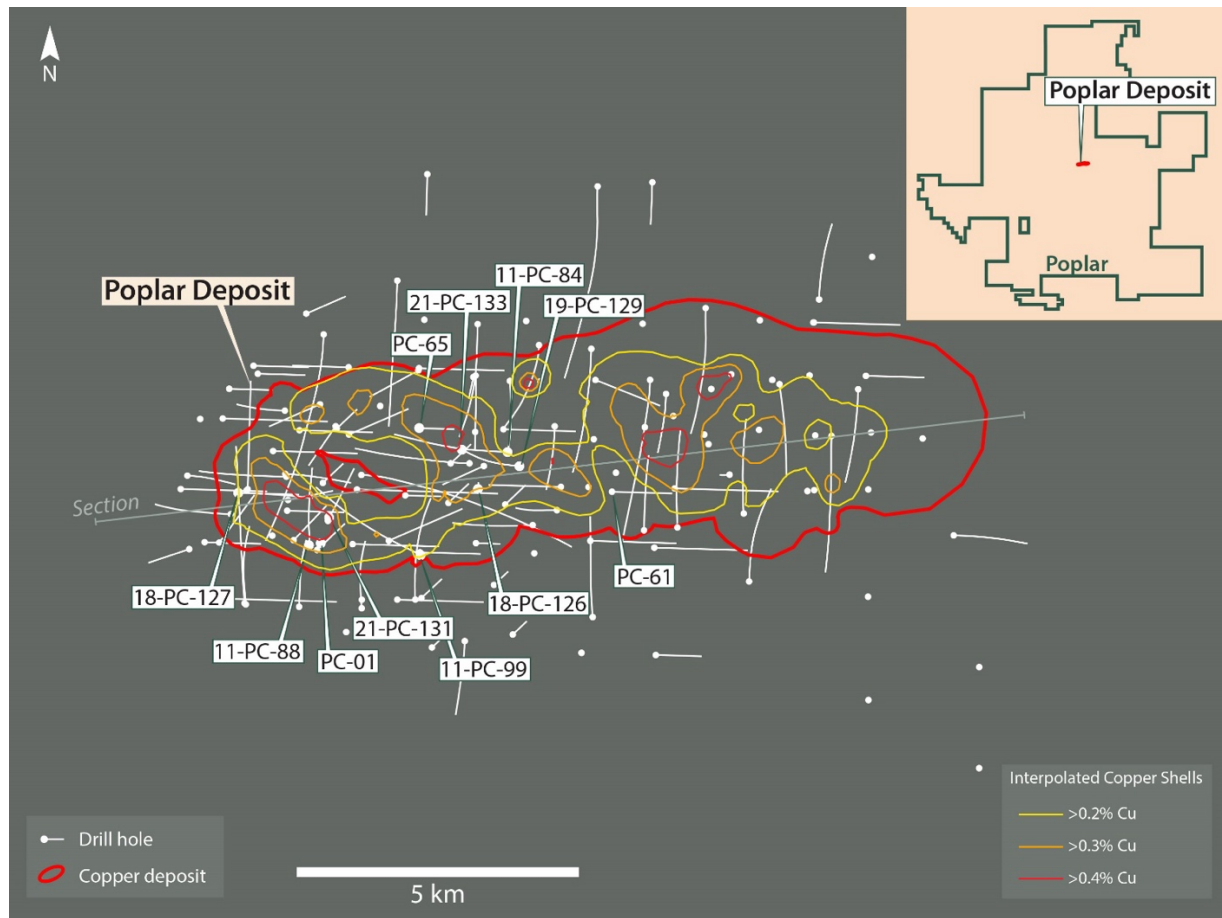 N
Poplar Deposit
Poplar
11-PC-84
Poplar Deposit
21-PC-133
19-PC-129
PC-65
Section
PC-61
18-PC-127
18-PC-126
21-PC-131
11-PC-88
PC-01
11-PC-99
Interpolated Copper Shells
>0.2% Cu
>0.3% Cu
>0.4% Cu
Drill hole
Copper deposit
5 km